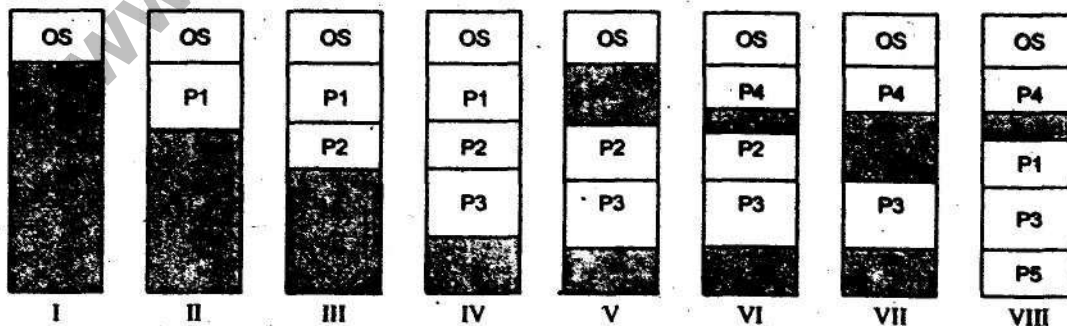 OS OS OS OS OS OS OS OS
P1 P1 P1 P4 P4 P4
P2 P2 P2 P2 P1
P3 P3 P3 P3 P3
P5
I II III IV V VI VII VIII